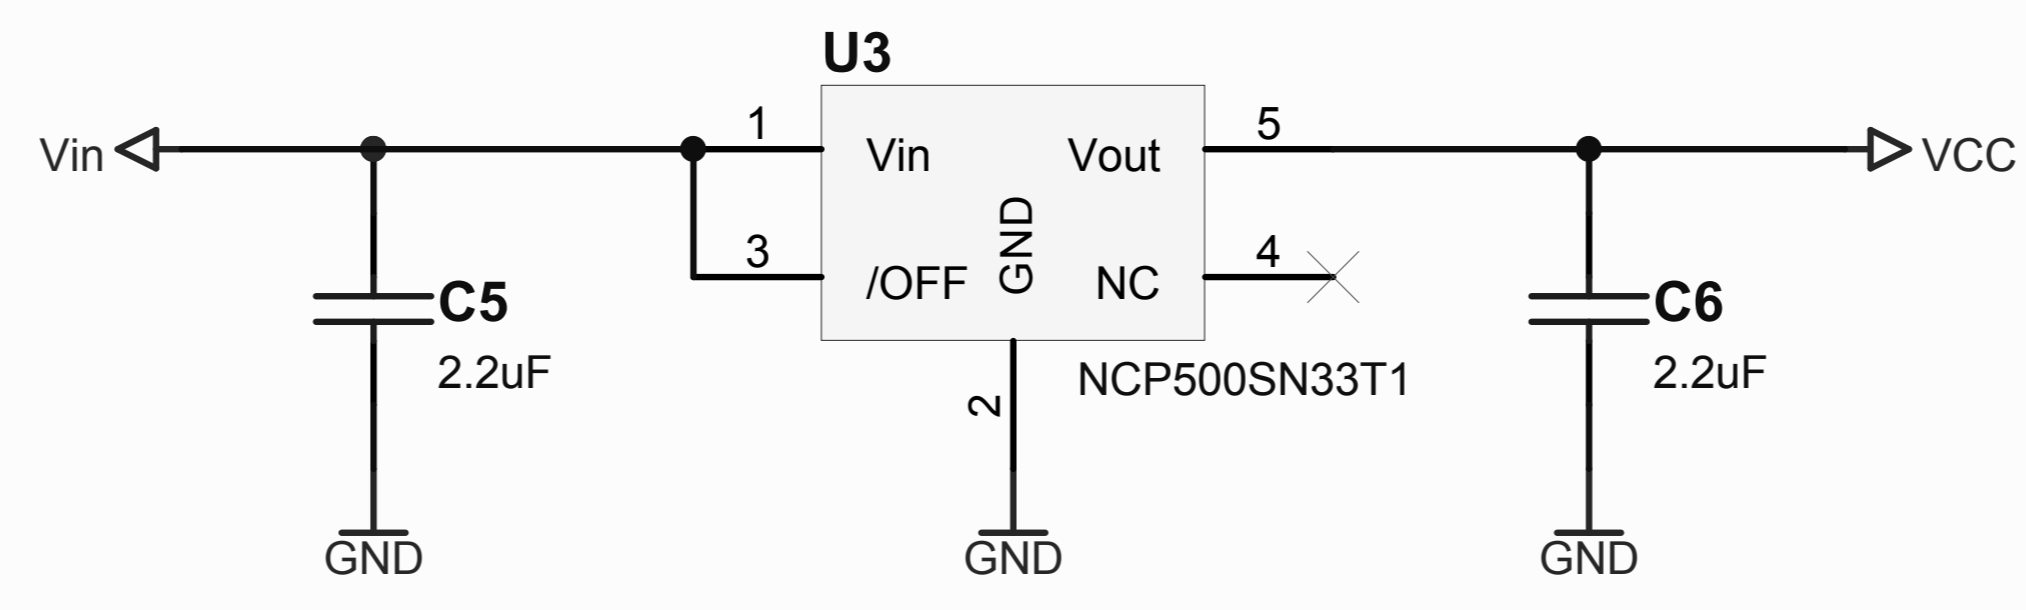 U3
Vin
1
Vin
Vout
5
VCC
3
/OFF
GND
NC
4
C5
2.2uF
NCP500SN33T1
2
C6
2.2uF
GND
GND
GND